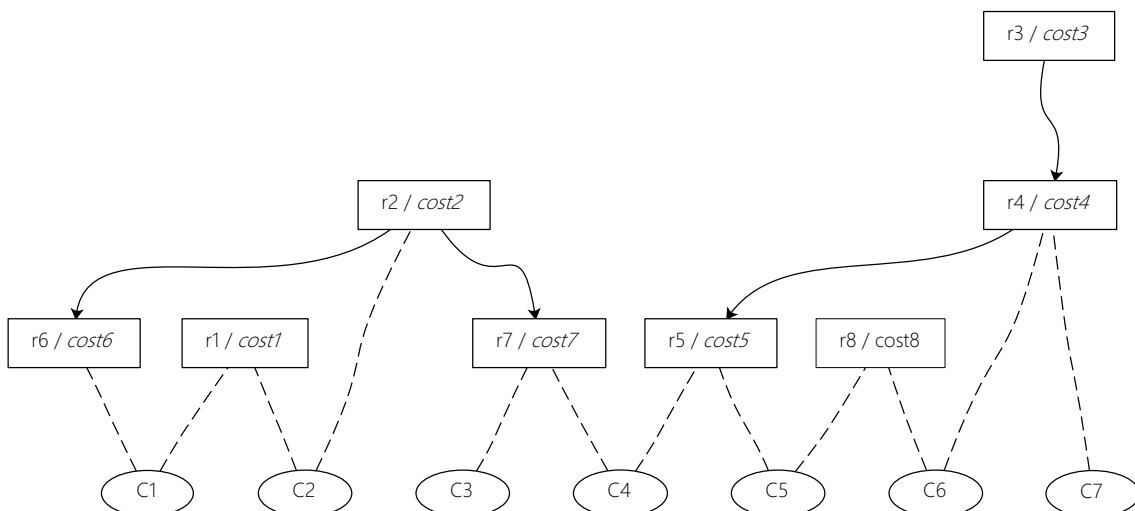 r3 / cost3
r2 / cost2
r4 / cost4
r6 / cost6
r1 / cost1
r7 / cost7
r5 / cost5
r8 / cost8
C1
C2
C3
C4
C5
C6
C7